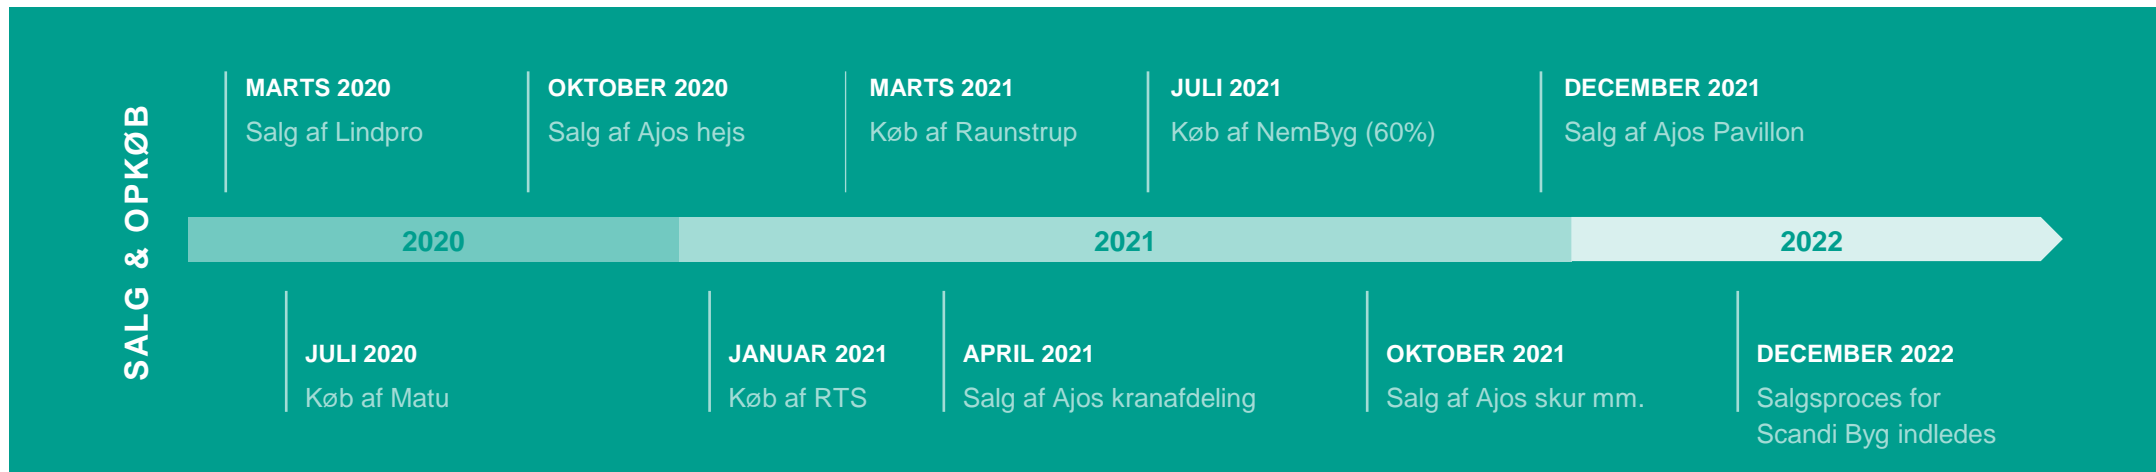 SALG & OPKØB
MARTS 2020
Salg af Lindpro
OKTOBER 2020
Salg af Ajos hejs
MARTS 2021
Køb af Raunstrup
JULI 2021
Køb af NemByg (60%)
DECEMBER 2021
Salg af Ajos Pavillon
2020
2021
2022
JULI 2020
Køb af Matu
JANUAR 2021
Køb af RTS
APRIL 2021
Salg af Ajos kranafdeling
OKTOBER 2021
Salg af Ajos skur mm.
DECEMBER 2022
Salgsproces for
Scandi Byg indledes